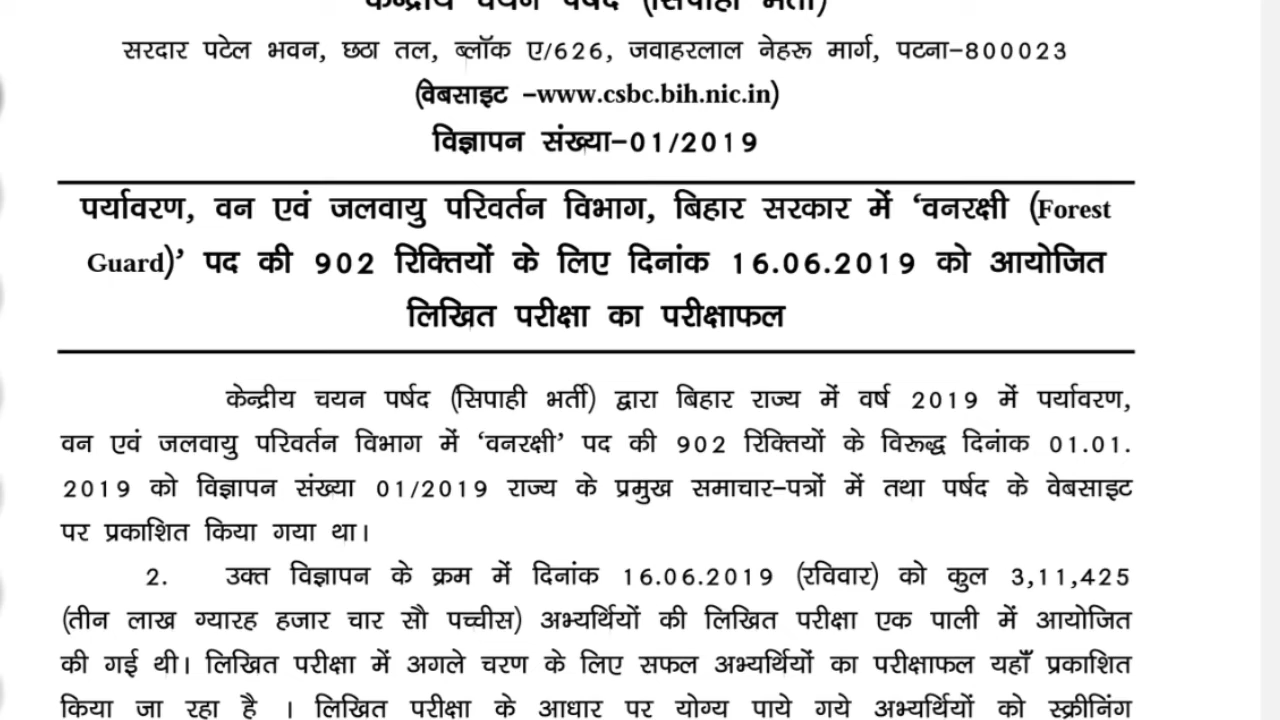 केन्द्रीय चयन पर्षद (सिपाही भर्ती)
सरदार पटेल भवन, छठा तल, ब्लॉक ए/626, जवाहरलाल नेहरू मार्ग, पटना-800023
(वेबसाइट -www.csbc.bih.nic.in)
विज्ञापन संख्या-01/2019
पर्यावरण, वन एवं जलवायु परिवर्तन विभाग, बिहार सरकार में ‘वनरक्षी (Forest
Guard)’ पद की 902 रिक्तियों के लिए दिनांक 16.06.2019 को आयोजित
लिखित परीक्षा का परीक्षाफल
केन्द्रीय चयन पर्षद (सिपाही भर्ती) द्वारा बिहार राज्य में वर्ष 2019 में पर्यावरण,
वन एवं जलवायु परिवर्तन विभाग में ‘वनरक्षी’ पद की 902 रिक्तियों के विरूद्ध दिनांक 01.01.
2019 को विज्ञापन संख्या 01/2019 राज्य के प्रमुख समाचार-पत्रों में तथा पर्षद के वेबसाइट
पर प्रकाशित किया गया था।
2. उक्त विज्ञापन के क्रम में दिनांक 16.06.2019 (रविवार) को कुल 3,11,425
(तीन लाख ग्यारह हजार चार सौ पच्चीस) अभ्यर्थियों की लिखित परीक्षा एक पाली में आयोजित
की गई थी। लिखित परीक्षा में अगले चरण के लिए सफल अभ्यर्थियों का परीक्षाफल यहाँ प्रकाशित
किया जा रहा है । लिखित परीक्षा के आधार पर योग्य पाये गये अभ्यर्थियों को स्क्रीनिंग